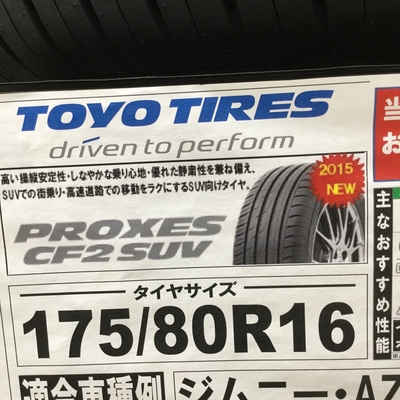 TOYO TIRES
driven to perform
高い操縦安定性・しなやかな乗り心地・優れた静粛性を兼ね備え、
SUVでの街乗り・高速道路での移動をラクにするSUV向けタイヤ。
2015
NEW
PROXES
CF2 SUV
タイヤサイズ
175/80R16
適合車種例
ジムニー・AZ
当
お
主なおすすめ性能